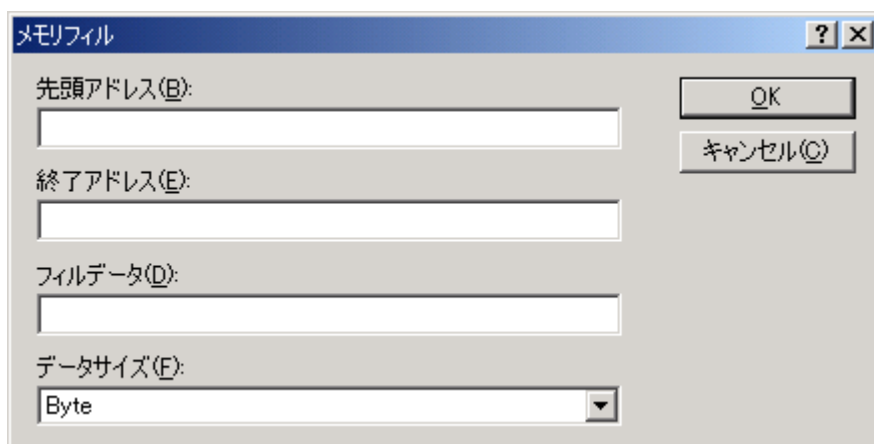 メモリフィル
先頭アドレス(B):
OK
キャンセル(C)
終了アドレス(E):
フィルデータ(D):
データサイズ(F):
Byte